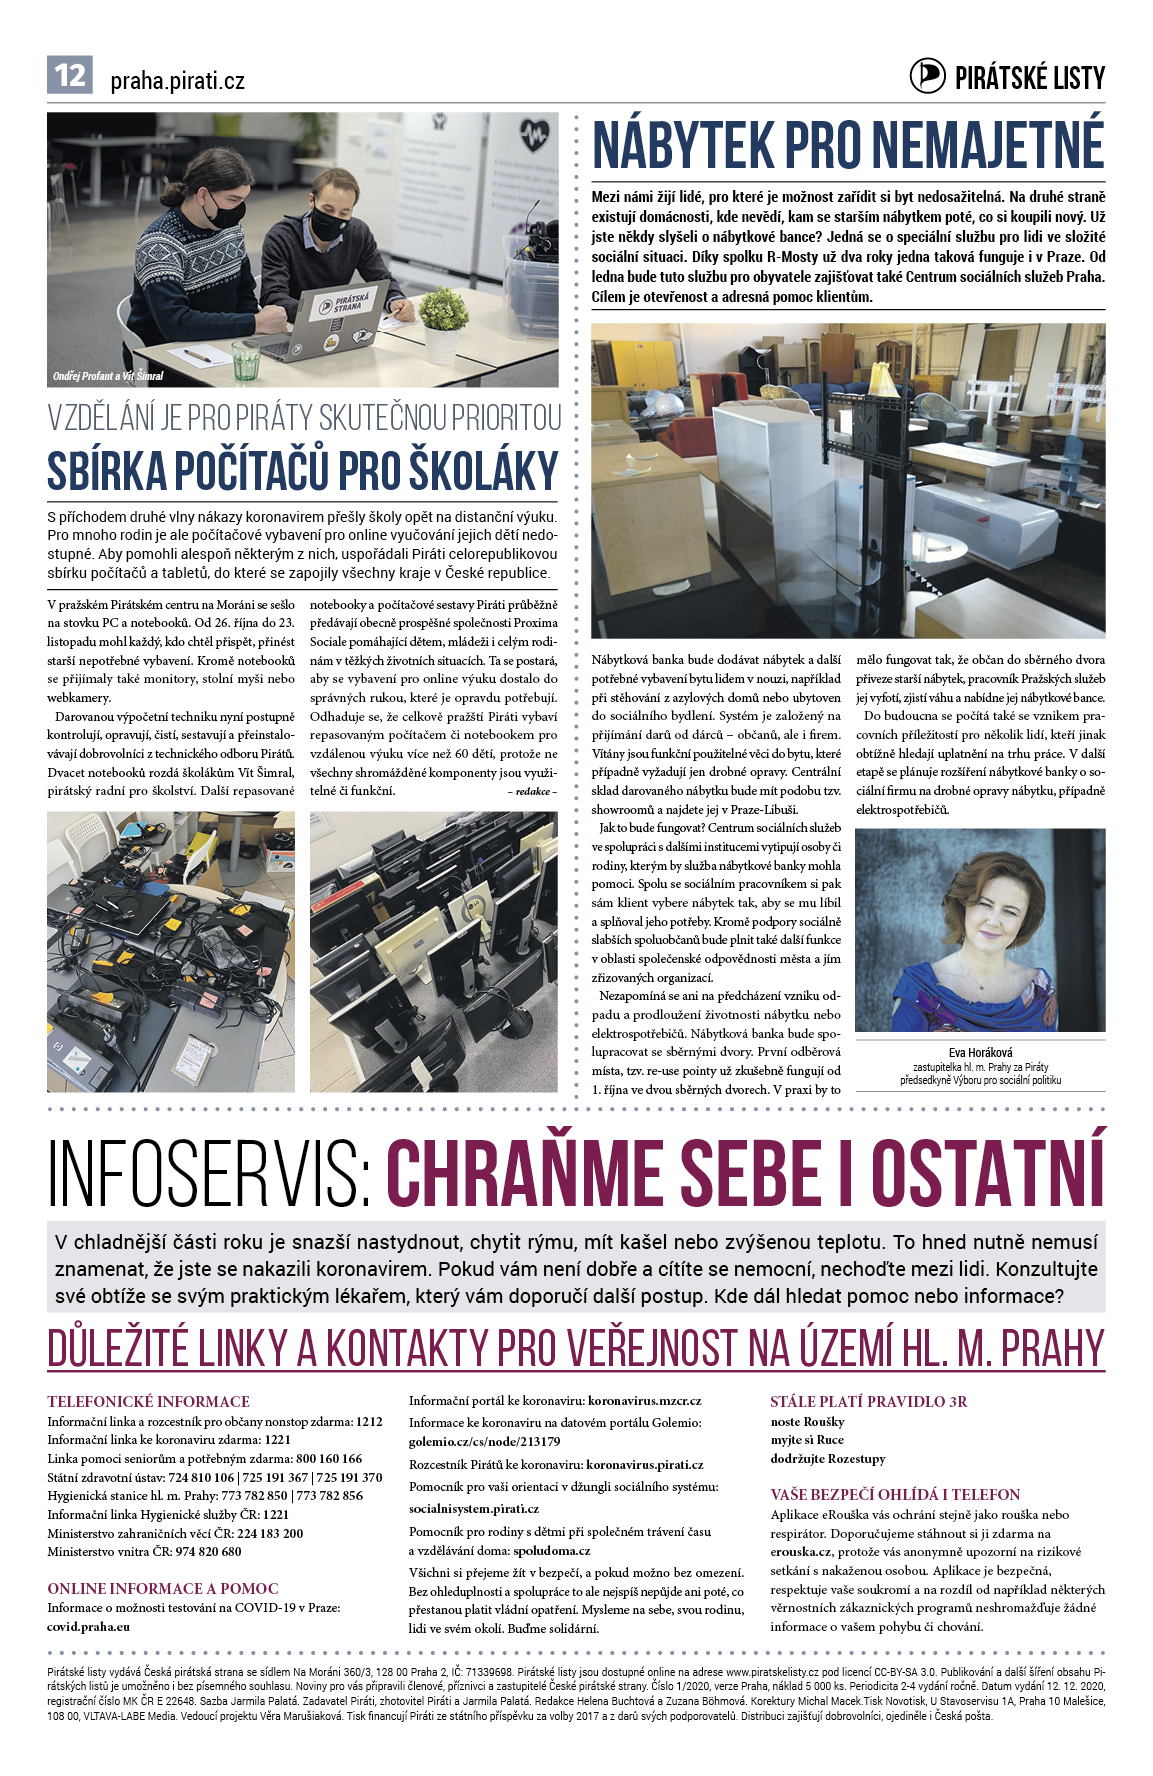 12
praha.pirati.cz
PIRÁTSKÉ LISTY
PIRÁTSKÁ
STRANA
Ondřej Profant a Vít Šimral
VZDĚLÁNÍ JE PRO PIRÁTY SKUTEČNOU PRIORITOU
SBÍRKA POČÍTAČŮ PRO ŠKOLÁKY
S příchodem druhé vlny nákazy koronavirem přešly školy opět na distanční výuku.
Pro mnoho rodin je ale počítačové vybavení pro online vyučování jejich dětí nedo-
stupné. Aby pomohli alespoň některým z nich, uspořádali Piráti celorepublikovou
sbírku počítačů a tabletů, do které se zapojily všechny kraje v České republice.
V pražském Pirátském centru na Moráni se sešlo
na stovku PC a notebooků. Od 26. října do 23.
listopadu mohl každý, kdo chtěl přispět, přinést
starší nepotřebné vybavení. Kromě notebooků
se přijímaly také monitory, stolní myši nebo
webkamery.
Darovanou výpočetní techniku nyní postupně
kontrolují, opravují, čistí, sestavují a přeinstalo-
vávají dobrovolníci z technického odboru Pirátů.
Dvacet notebooků rozdá školákům Vít Šimral,
pirátský radní pro školství. Další repasované
notebooky a počítačové sestavy Piráti průběžně
předávají obecně prospěšné společnosti Proxima
Sociale pomáhající dětem, mládeži i celým rodi-
nám v těžkých životních situacích. Ta se postará,
aby se vybavení pro online výuku dostalo do
správných rukou, které je opravdu potřebují.
Odhaduje se, že celkově pražští Piráti vybaví
repasovaným počítačem či notebookem pro
vzdálenou výuku více než 60 dětí, protože ne
všechny shromážděné komponenty jsou využi-
telné či funkční.
– redakce –
NÁBYTEK PRO NEMAJETNÉ
Mezi námi žijí lidé, pro které je možnost zařídit si byt nedosažitelná. Na druhé straně
existují domácnosti, kde nevědí, kam se starším nábytkem poté, co si koupili nový. Už
jste někdy slyšeli o nábytkové bance? Jedná se o speciální službu pro lidi ve složité
sociální situaci. Díky spolku R-Mosty už dva roky jedna taková funguje i v Praze. Od
ledna bude tuto službu pro obyvatele zajišťovat také Centrum sociálních služeb Praha.
Cílem je otevřenost a adresná pomoc klientům.
Nábytková banka bude dodávat nábytek a další
potřebné vybavení bytu lidem v nouzi, například
při stěhování z azylových domů nebo ubytoven
do sociálního bydlení. Systém je založený na
přijímání darů od dárců – občanů, ale i firem.
Vítány jsou funkční použitelné věci do bytu, které
případně vyžadují jen drobné opravy. Centrální
sklad darovaného nábytku bude mít podobu tzv.
showroomů a najdete jej v Praze-Libuši.
Jak to bude fungovat? Centrum sociálních služeb
ve spolupráci s dalšími institucemi vytipují osoby či
rodiny, kterým by služba nábytkové banky mohla
pomoci. Spolu se sociálním pracovníkem si pak
sám klient vybere nábytek tak, aby se mu líbil
a splňoval jeho potřeby. Kromě podpory sociálně
slabších spoluobčanů bude plnit také další funkce
v oblasti společenské odpovědnosti města a jím
zřizovaných organizací.
Nezapomíná se ani na předcházení vzniku od-
padu a prodloužení životnosti nábytku nebo
elektrospotřebičů. Nábytková banka bude spo-
lupracovat se sběrnými dvory. První odběrová
místa, tzv. re-use pointy už zkušebně fungují od
1. října ve dvou sběrných dvorech. V praxi by to
mělo fungovat tak, že občan do sběrného dvora
přiveze starší nábytek, pracovník Pražských služeb
jej vyfotí, zjistí váhu a nabídne jej nábytkové bance.
Do budoucna se počítá také se vznikem pra-
covních příležitostí pro několik lidí, kteří jinak
obtížně hledají uplatnění na trhu práce. V další
etapě se plánuje rozšíření nábytkové banky o so-
ciální firmu na drobné opravy nábytku, případně
elektrospotřebičů.
Eva Horáková
zastupitelka hl. m. Prahy za Piráty
předsedkyně Výboru pro sociální politiku
INFOSERVIS: CHRAŇME SEBE I OSTATNÍ
V chladnější části roku je snazší nastydnout, chytit rýmu, mít kašel nebo zvýšenou teplotu. To hned nutně nemusí
znamenat, že jste se nakazili koronavirem. Pokud vám není dobře a cítíte se nemocní, nechoďte mezi lidi. Konzultujte
své obtíže se svým praktickým lékařem, který vám doporučí další postup. Kde dál hledat pomoc nebo informace?
DŮLEŽITÉ LINKY A KONTAKTY PRO VEŘEJNOST NA ÚZEMÍ HL. M. PRAHY
TELEFONICKÉ INFORMACE
Informační linka a rozcestník pro občany nonstop zdarma: 1212
Informační linka ke koronaviru zdarma: 1221
Linka pomoci seniorům a potřebným zdarma: 800 160 166
Státní zdravotní ústav: 724 810 106 | 725 191 367 | 725 191 370
Hygienická stanice hl. m. Prahy: 773 782 850 | 773 782 856
Informační linka Hygienické služby ČR: 1221
Ministerstvo zahraničních věcí ČR: 224 183 200
Ministerstvo vnitra ČR: 974 820 680
ONLINE INFORMACE A POMOC
Informace o možnosti testování na COVID-19 v Praze:
covid.praha.eu
Informační portál ke koronaviru: koronavirus.mzcr.cz
Informace ke koronaviru na datovém portálu Golemio:
golemio.cz/cs/node/213179
Rozcestník Pirátů ke koronaviru: koronavirus.pirati.cz
Pomocník pro vaši orientaci v džungli sociálního systému:
socialnisystem.pirati.cz
Pomocník pro rodiny s dětmi při společném trávení času
a vzdělávání doma: spoludoma.cz
Všichni si přejeme žít v bezpečí, a pokud možno bez omezení.
Bez ohleduplnosti a spolupráce to ale nejspíš nepůjde ani poté, co
přestanou platit vládní opatření. Mysleme na sebe, svou rodinu,
lidi ve svém okolí. Buďme solidární.
STÁLE PLATÍ PRAVIDLO 3R
noste Roušky
myjte si Ruce
dodržujte Rozestupy
VAŠE BEZPEČÍ OHLÍDÁ I TELEFON
Aplikace eRouška vás ochrání stejně jako rouška nebo
respirátor. Doporučujeme stáhnout si ji zdarma na
erouska.cz, protože vás anonymně upozorní na rizikové
setkání s nakaženou osobou. Aplikace je bezpečná,
respektuje vaše soukromí a na rozdíl od například některých
věrnostních zákaznických programů neshromažďuje žádné
informace o vašem pohybu či chování.
Pirátské listy vydává Česká pirátská strana se sídlem Na Moráni 360/3, 128 00 Praha 2, IČ: 71339698. Pirátské listy jsou dostupné online na adrese www.piratskelisty.cz pod licencí CC-BY-SA 3.0. Publikování a další šíření obsahu Pi-
rátských listů je umožněno i bez písemného souhlasu. Noviny pro vás připravili členové, příznivci a zastupitelé České pirátské strany. Číslo 1/2020, verze Praha, náklad 5 000 ks. Periodicita 2-4 vydání ročně. Datum vydání 12. 12. 2020,
registrační číslo MK ČR E 22648. Sazba Jarmila Palatá. Zadavatel Piráti, zhotovitel Piráti a Jarmila Palatá. Redakce Helena Buchtová a Zuzana Böhmová. Korektury Michal Macek.Tisk Novotisk, U Stavoservisu 1A, Praha 10 Malešice,
108 00, VLTAVA-LABE Media. Vedoucí projektu Věra Marušiaková. Tisk financují Piráti ze státního příspěvku za volby 2017 a z darů svých podporovatelů. Distribuci zajišťují dobrovolníci, ojediněle i Česká pošta.